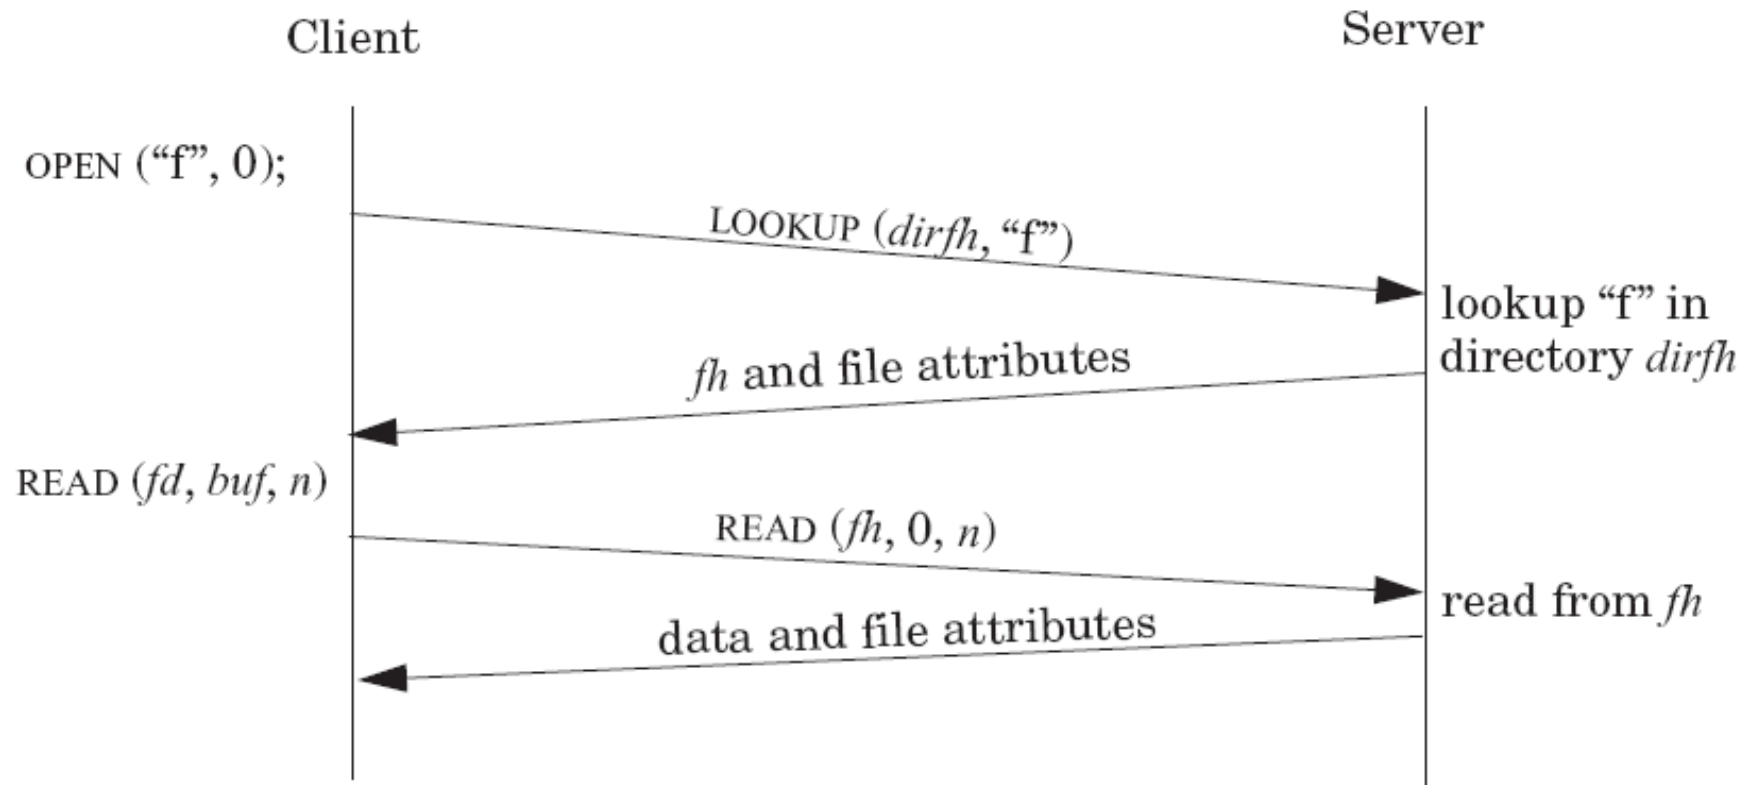 Client
Server
OPEN (“f”, 0);
LOOKUP (dirfh, “f”)
lookup “f” in
directory dirfh
fh and file attributes
READ (fd, buf, n)
READ (fh, 0, n)
read from fh
data and file attributes